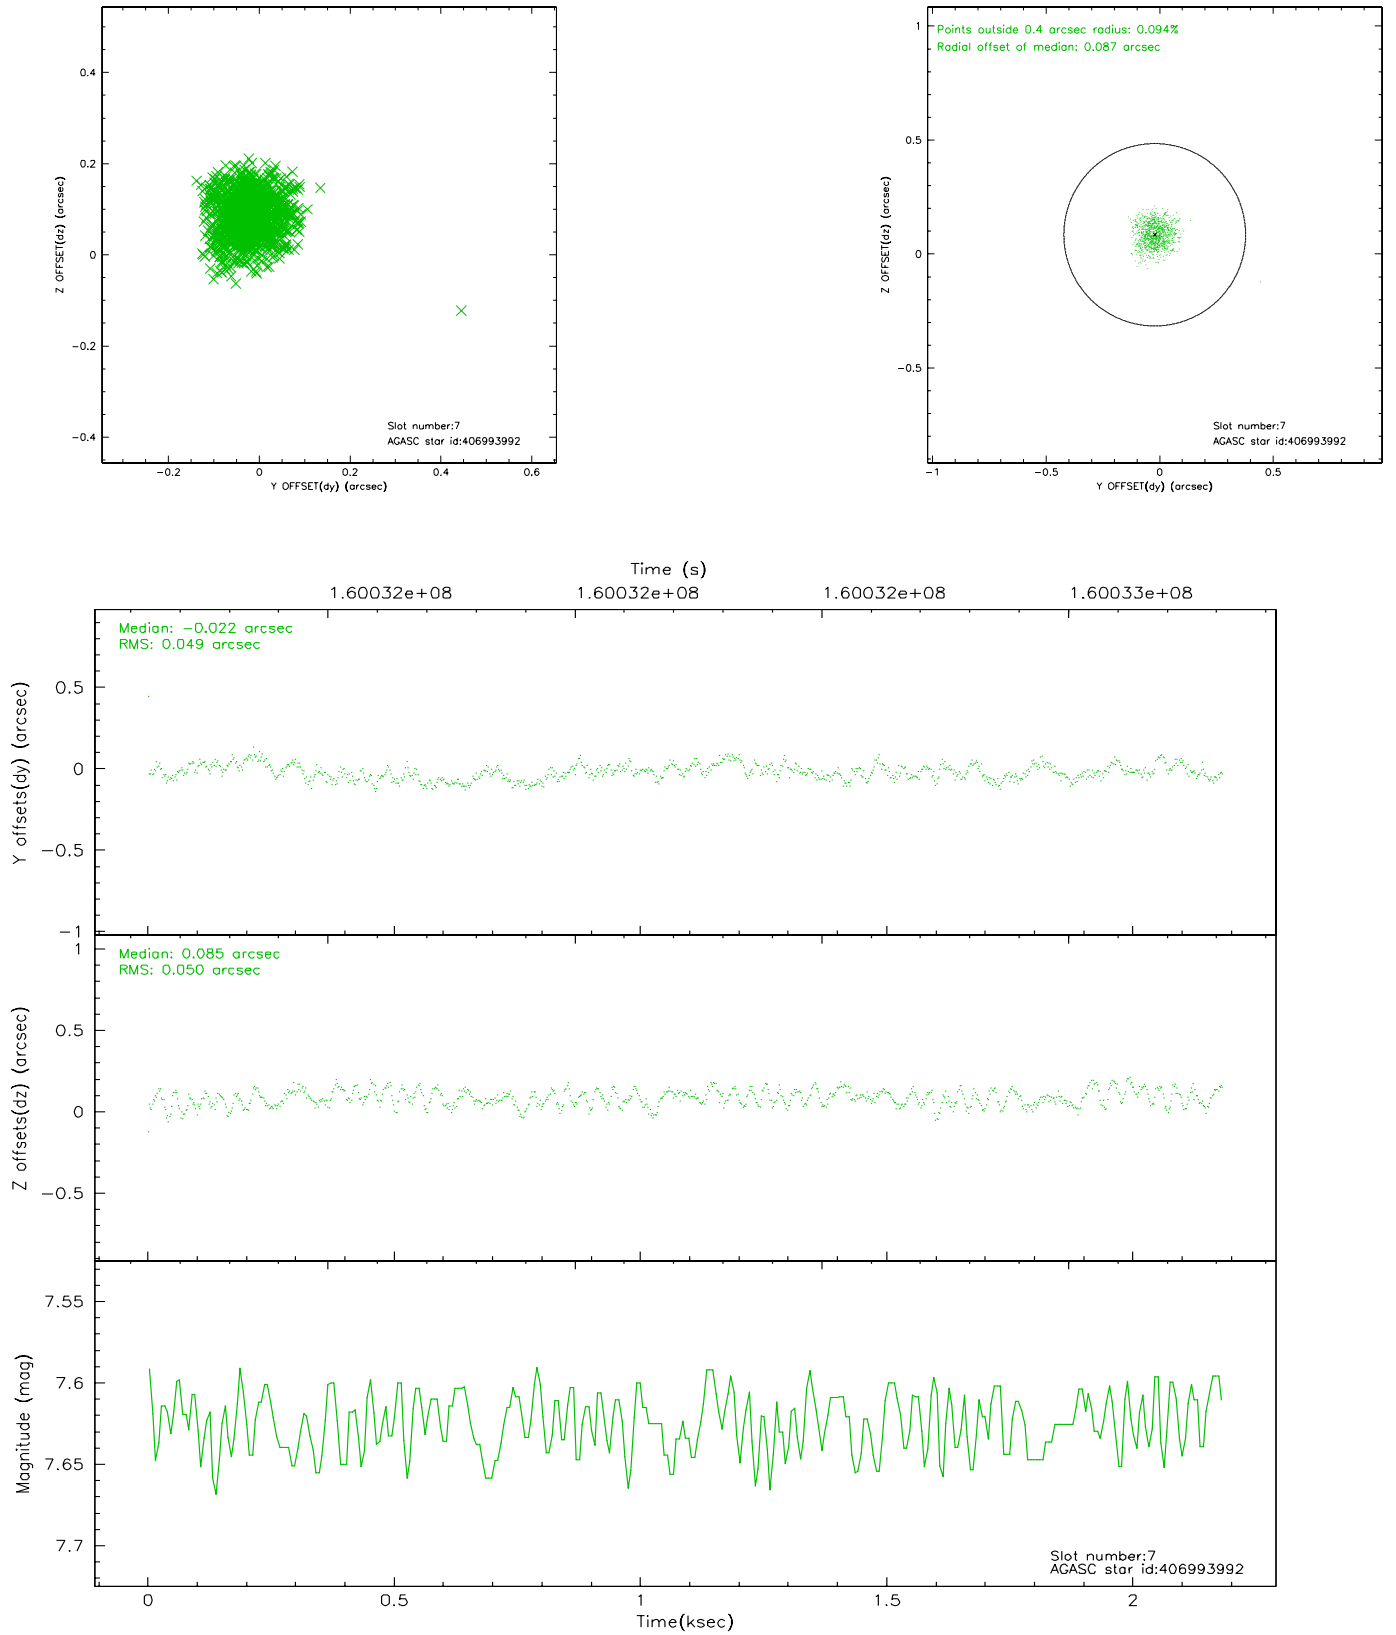 0.4
0.2
0
−0.2
−0.4
Z OFFSET(dz) (arcsec)
Slot number:7
AGASC star id:406993992
−0.2 0 0.2 0.4 0.6
Y OFFSET(dy) (arcsec)
Points outside 0.4 arcsec radius: 0.094%
Radial offset of median: 0.087 arcsec
1
0.5
0
−0.5
Z OFFSET(dz) (arcsec)
Slot number:7
AGASC star id:406993992
−1 −0.5 0 0.5
Y OFFSET(dy) (arcsec)
Time (s)
1.60032e+08 1.60032e+08 1.60032e+08 1.60033e+08
Median: −0.022 arcsec
RMS: 0.049 arcsec
0.5
0
−0.5
−1
Y offsets(dy) (arcsec)
Median: 0.085 arcsec
RMS: 0.050 arcsec
1
0.5
0
−0.5
Z offsets(dz) (arcsec)
7.55
7.6
7.65
7.7
Magnitude (mag)
Slot number:7
AGASC star id:406993992
0 0.5 1 1.5 2
Time(ksec)